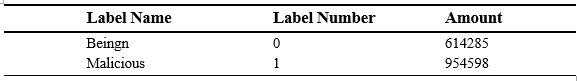 Label Name Label Number Amount
Beingn 0 614285
Malicious 1 954598